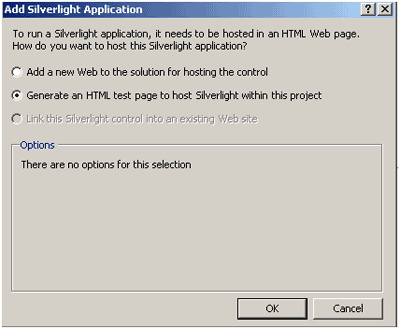 Add Silverlight Application
To run a Silverlight application, it needs to be hosted in an HTML Web page.
How do you want to host this Silverlight application?
Add a new Web to the solution for hosting the control
Generate an HTML test page to host Silverlight within this project
Link this Silverlight control into an existing Web site
Options
There are no options for this selection
OK
Cancel